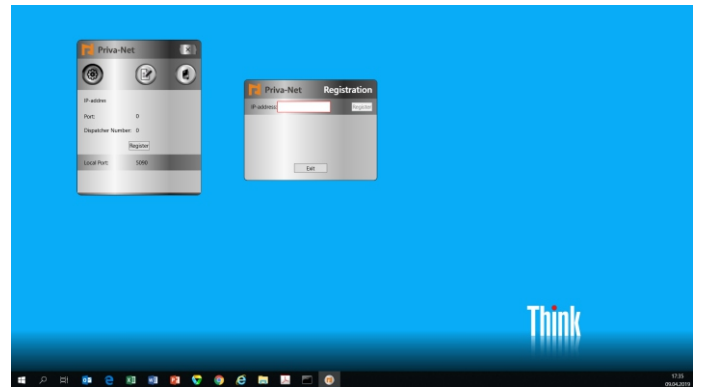 Priva-Net
IP-addres
Port: 0
Dispatcher Number: 0
Register
Local Port: 5090
Priva-Net Registration
IP-address
Register
Exit
Think
17:35
09.04.2019